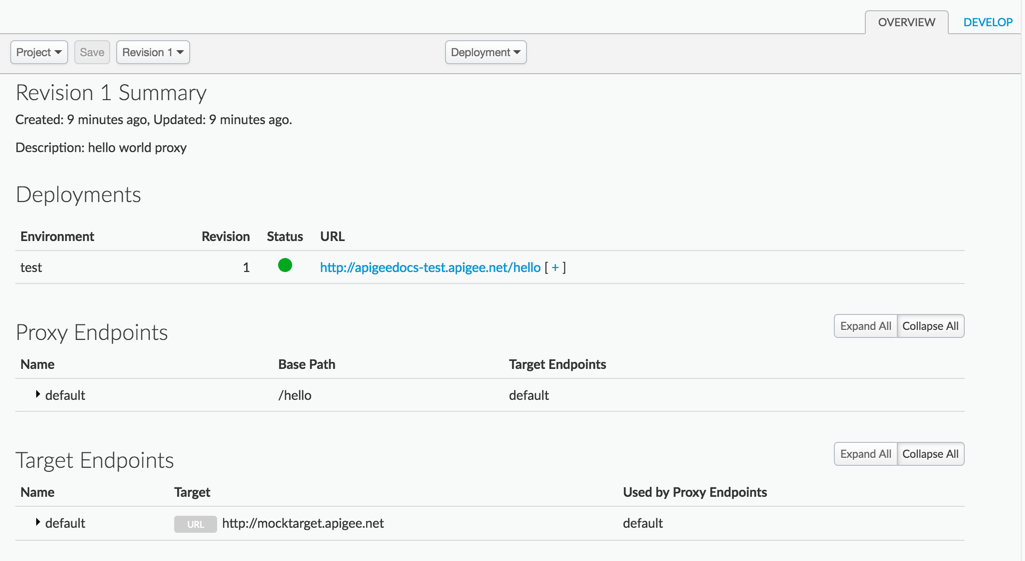 OVERVIEW DEVELOP
Project Save Revision 1 Deployment
Revision 1 Summary
Created: 9 minutes ago, Updated: 9 minutes ago.
Description: hello world proxy
Deployments
Environment Revision Status URL
test 1 http://apigeedocs-test.apigee.net/hello [ + ]
Proxy Endpoints Expand All Collapse All
Name Base Path Target Endpoints
default /hello default
Target Endpoints Expand All Collapse All
Name Target Used by Proxy Endpoints
default URL http://mocktarget.apigee.net default